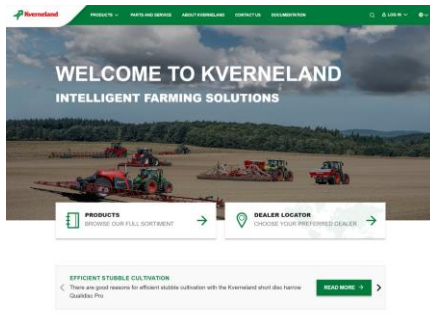 Kverneland
PRODUCTS
PARTS AND SERVICE
ABOUT KVERNELAND
CONTACT US
DOCUMENTATION
LOG IN
WELCOME TO KVERNELAND
INTELLIGENT FARMING SOLUTIONS
PRODUCTS
BROWSE OUR FULL SORTIMENT
DEALER LOCATOR
CHOOSE YOUR PREFERRED DEALER
EFFICIENT STUBBLE CULTIVATION
There are good reasons for efficient stubble cultivation with the Kverneland short disc harrow
Qualidisc Pro
READ MORE